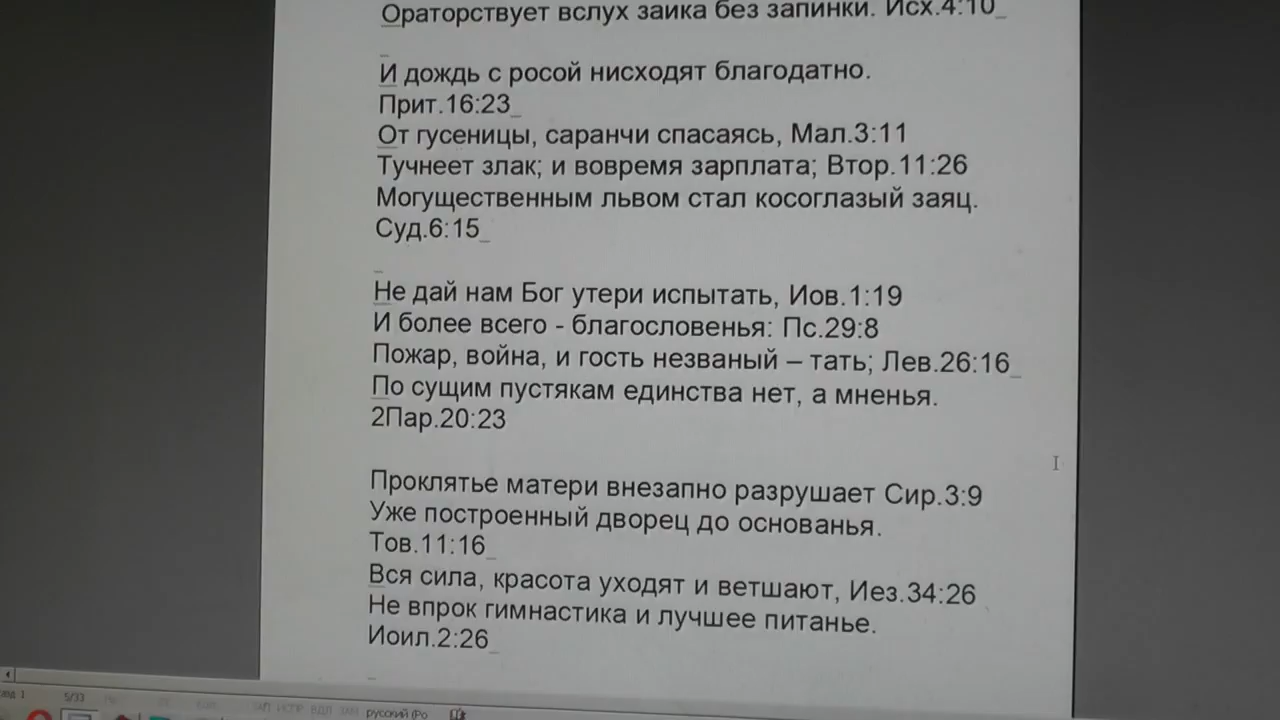 Ораторствует вслух заика без запинки. Исх.4:10
И дождь с росой нисходят благодатно.
Прит.16:23
От гусеницы, саранчи спасаясь, Мал.3:11
Тучнеет злак; и вовремя зарплата; Втор.11:26
Могущественным львом стал косоглазый заяц.
Суд.6:15
Не дай нам Бог утери испытать, Иов.1:19
И более всего - благословенья: Пс.29:8
Пожар, война, и гость незваный – тать; Лев.26:16
По сущим пустякам единства нет, а мненья.
2Пар.20:23
Проклятье матери внезапно разрушает Сир.3:9
Уже построенный дворец до основанья.
Тов.11:16
Вся сила, красота уходят и ветшают, Иез.34:26
Не впрок гимнастика и лучшее питанье.
Иоил.2:26
5/33
русский (Ро